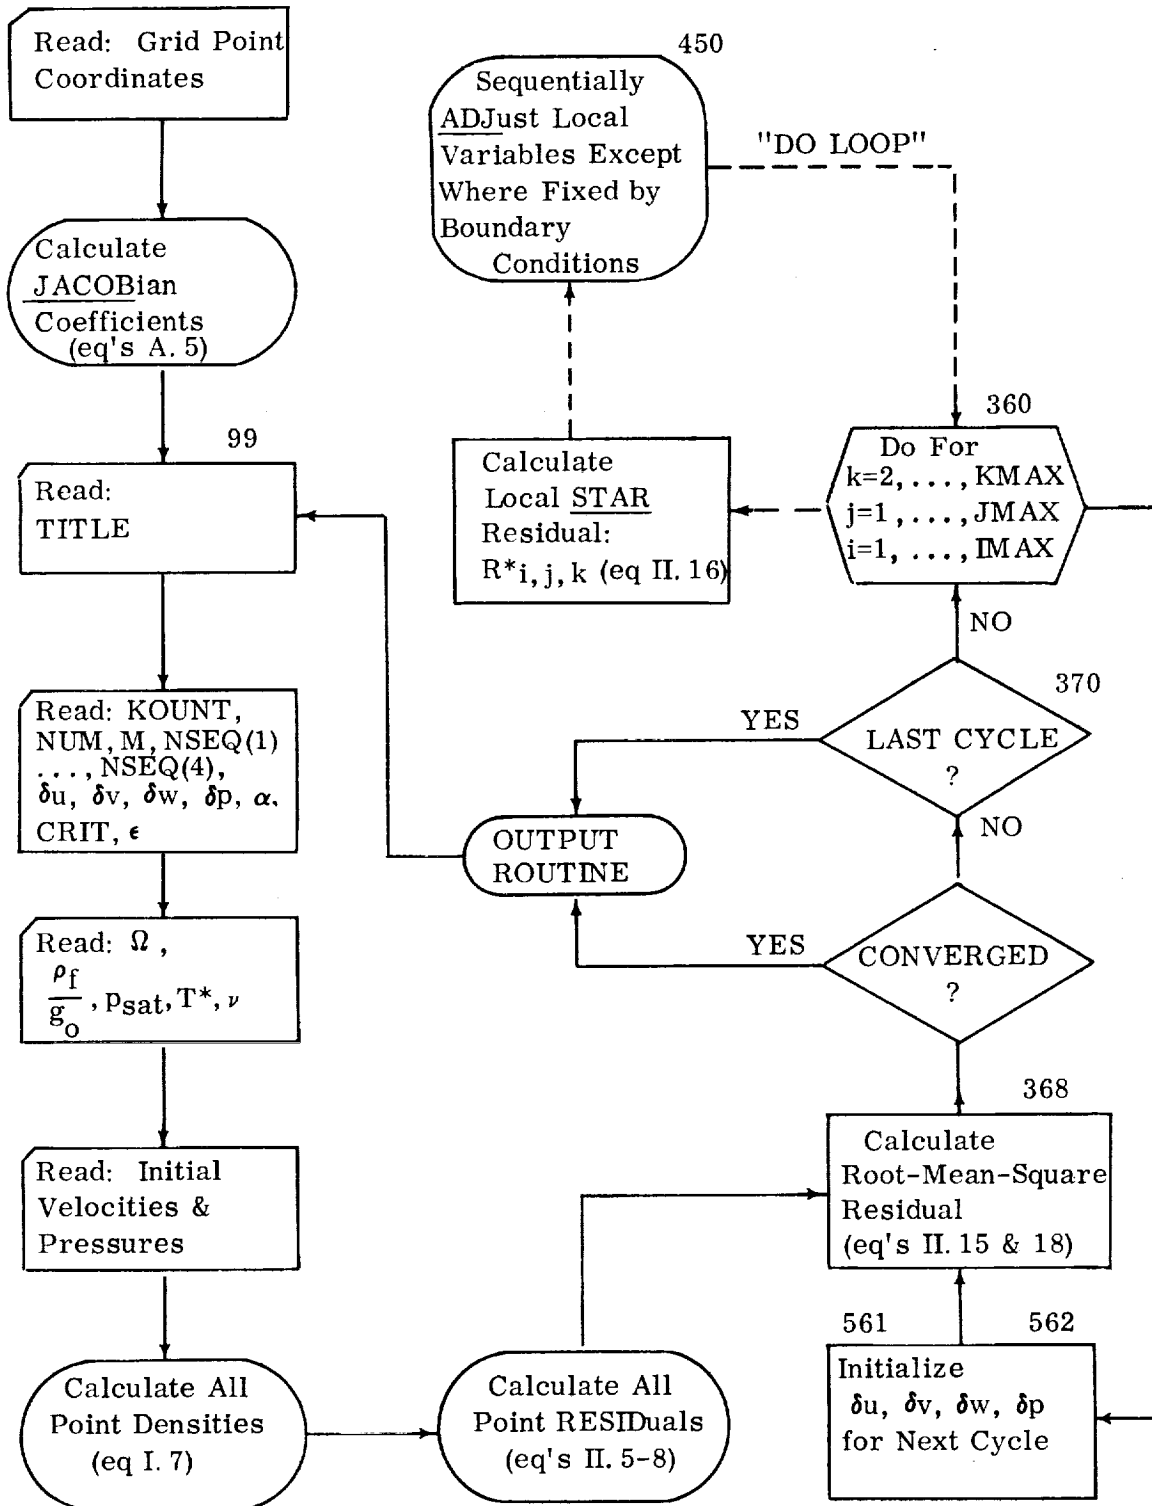 Read: Grid Point
Coordinates
Calculate
JACOBian
Coefficients
(eq's A. 5)
99
Read:
TITLE
Read: KOUNT,
NUM, M, NSEQ(1)
..., NSEQ(4),
δu, δv, δw, δp, α.
CRIT, ϵ
Read: Ω ,
ρf
go
, psat, T*, ν
Read: Initial
Velocities &
Pressures
Calculate All
Point Densities
(eq I. 7)
Calculate All
Point RESIDuals
(eq's II. 5-8)
450
Sequentially
ADJust Local
Variables Except
Where Fixed by
Boundary
Conditions
"DO LOOP"
Calculate
Local STAR
Residual:
R*i, j, k (eq II. 16)
360
Do For
k=2, ..., KMAX
j=1, ..., JMAX
i=1, ..., IMAX
NO
370
YES
LAST CYCLE
?
NO
OUTPUT
ROUTINE
YES
CONVERGED
?
368
Calculate
Root-Mean-Square
Residual
(eq's II. 15 & 18)
561 562
Initialize
δu, δv, δw, δp
for Next Cycle